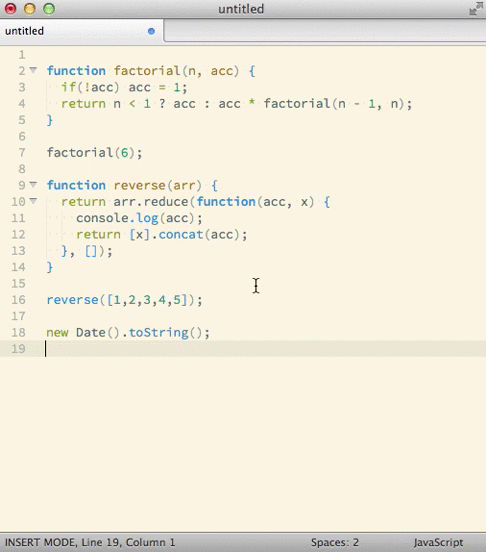 untitled
untitled
1
2 function factorial(n, acc) {
3   if(!acc) acc = 1;
4   return n < 1 ? acc : acc * factorial(n - 1, n);
5 }
6
7 factorial(6);
8
9 function reverse(arr) {
10   return arr.reduce(function(acc, x) {
11     console.log(acc);
12     return [x].concat(acc);
13   }, []);
14 }
15
16 reverse([1,2,3,4,5]);
17
18 new Date().toString();
19
INSERT MODE, Line 19, Column 1 Spaces: 2 JavaScript